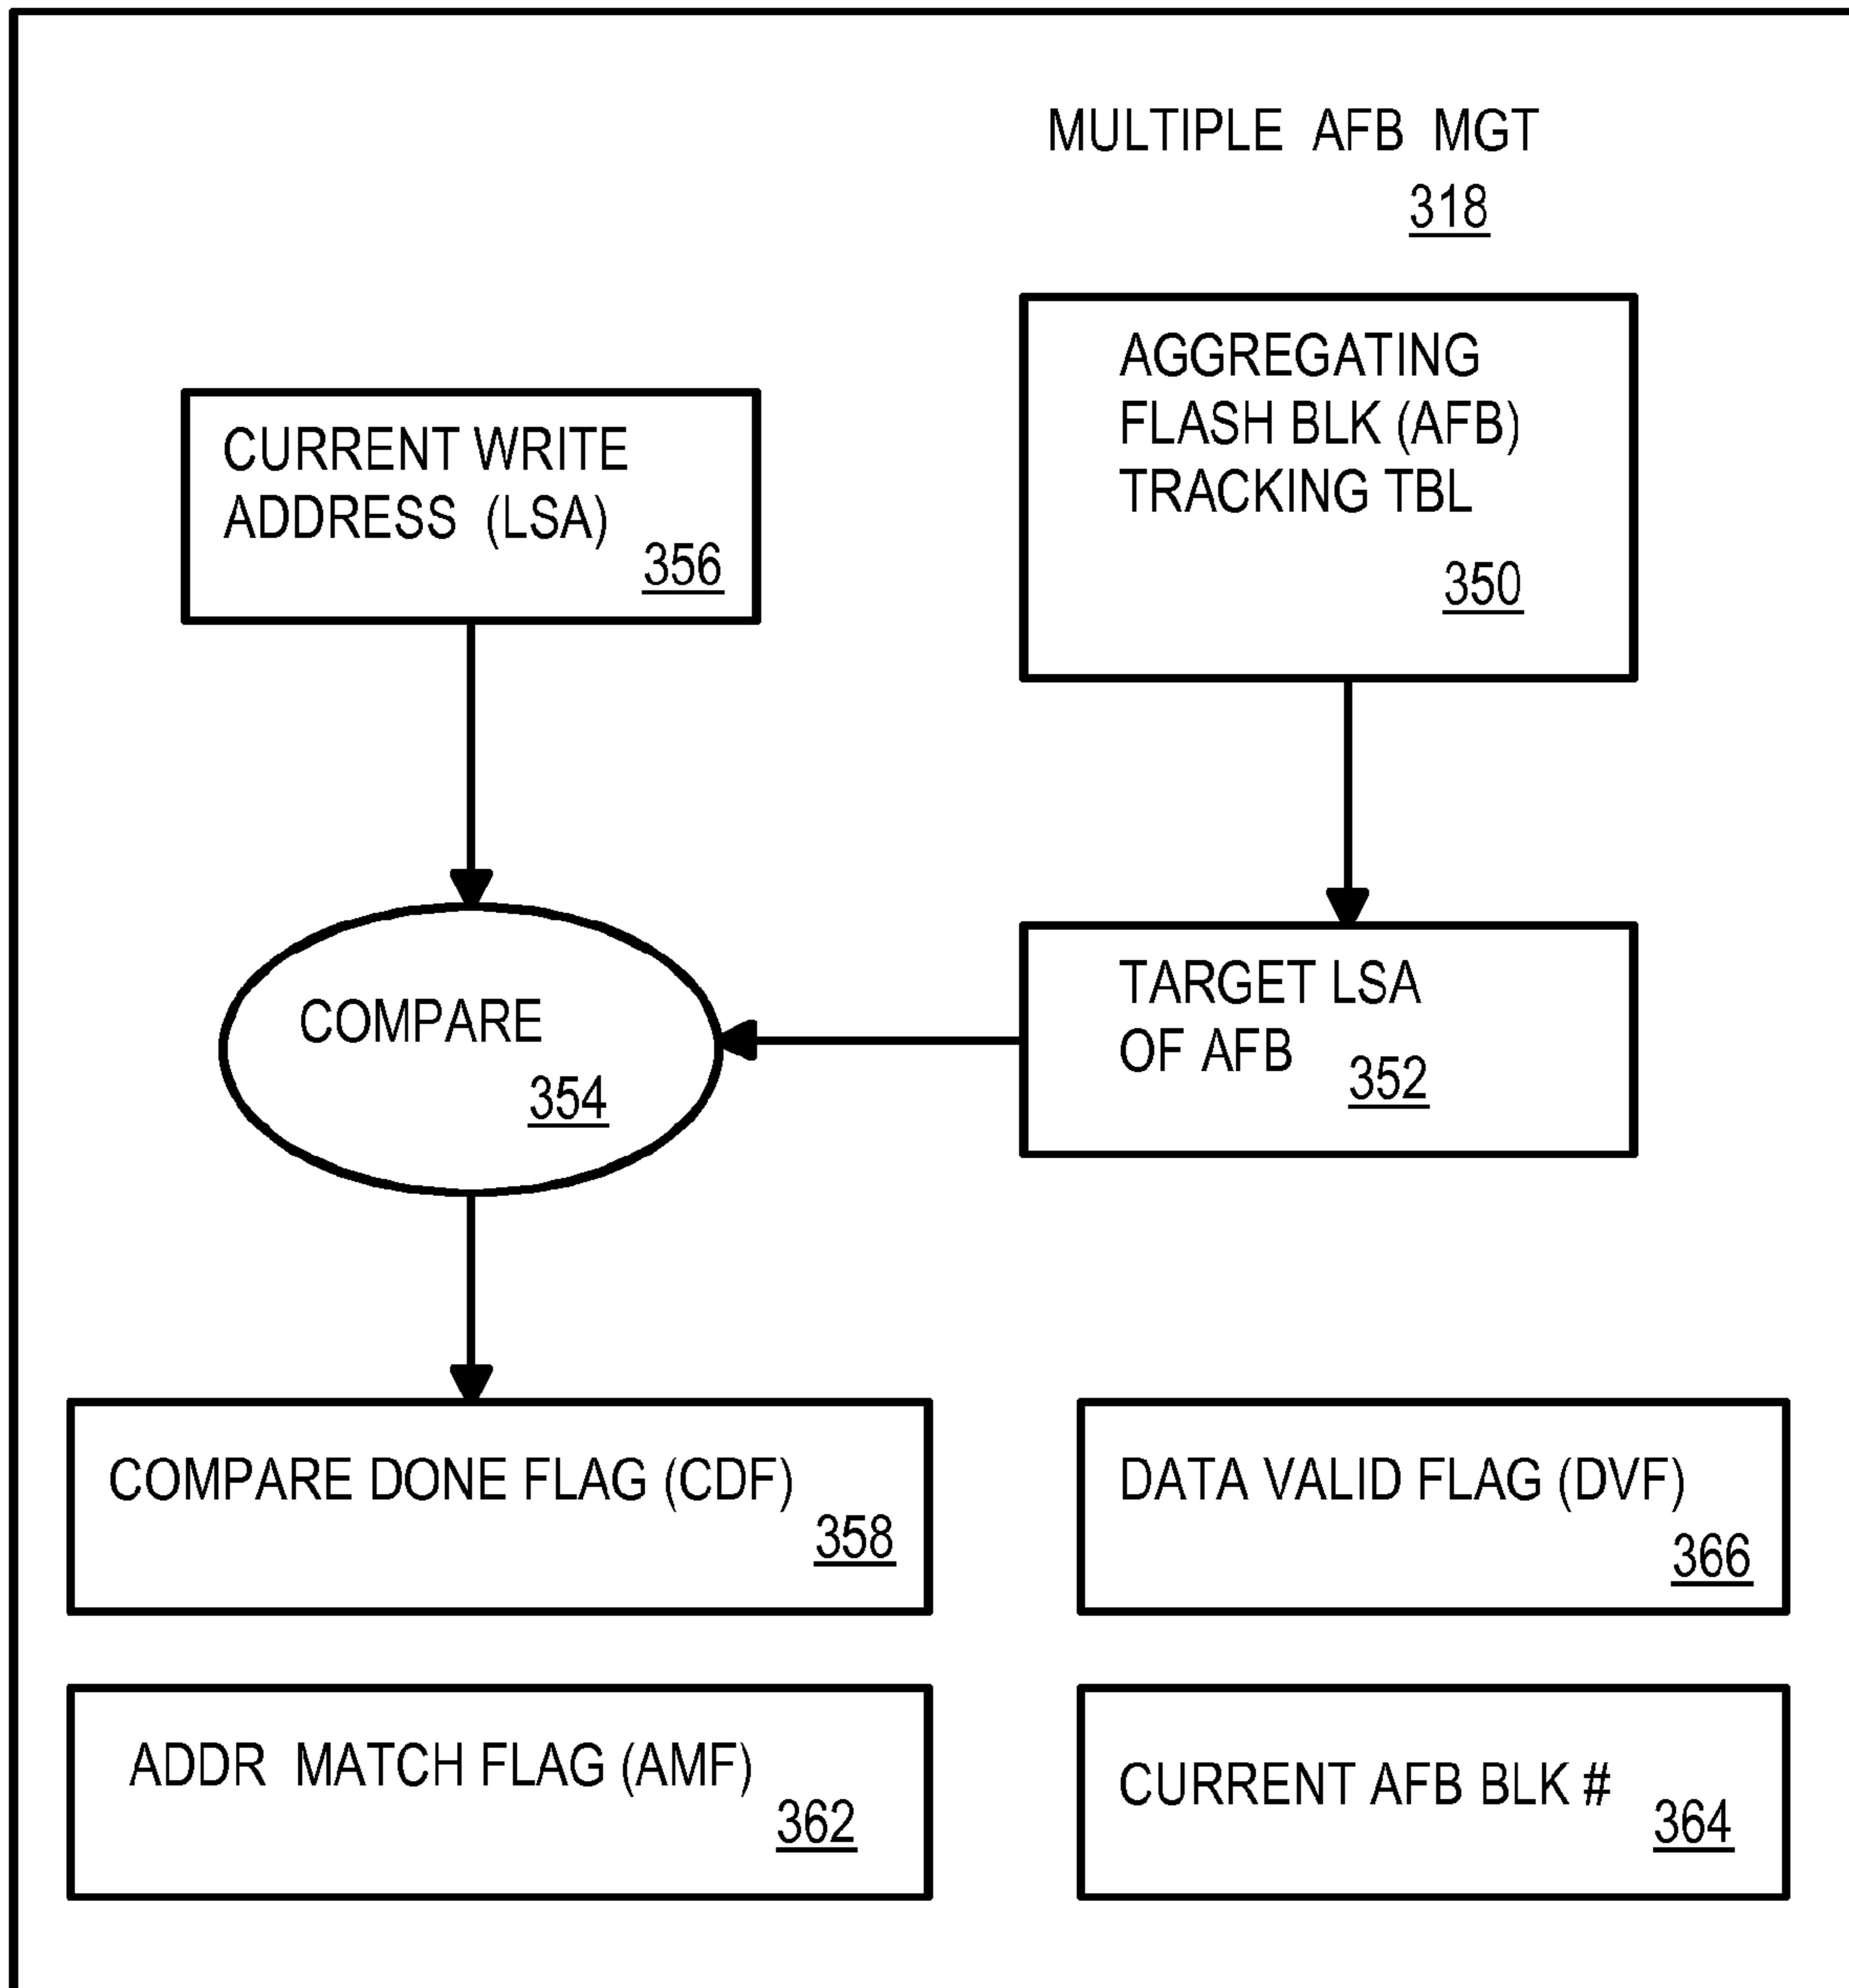 MULTIPLE AFB MGT
318
AGGREGATING
FLASH BLK (AFB)
TRACKING TBL
350
CURRENT WRITE
ADDRESS (LSA)
356
COMPARE
354
TARGET LSA
OF AFB
352
COMPARE DONE FLAG (CDF)
358
DATA VALID FLAG (DVF)
366
ADDR MATCH FLAG (AMF)
362
CURRENT AFB BLK #
364